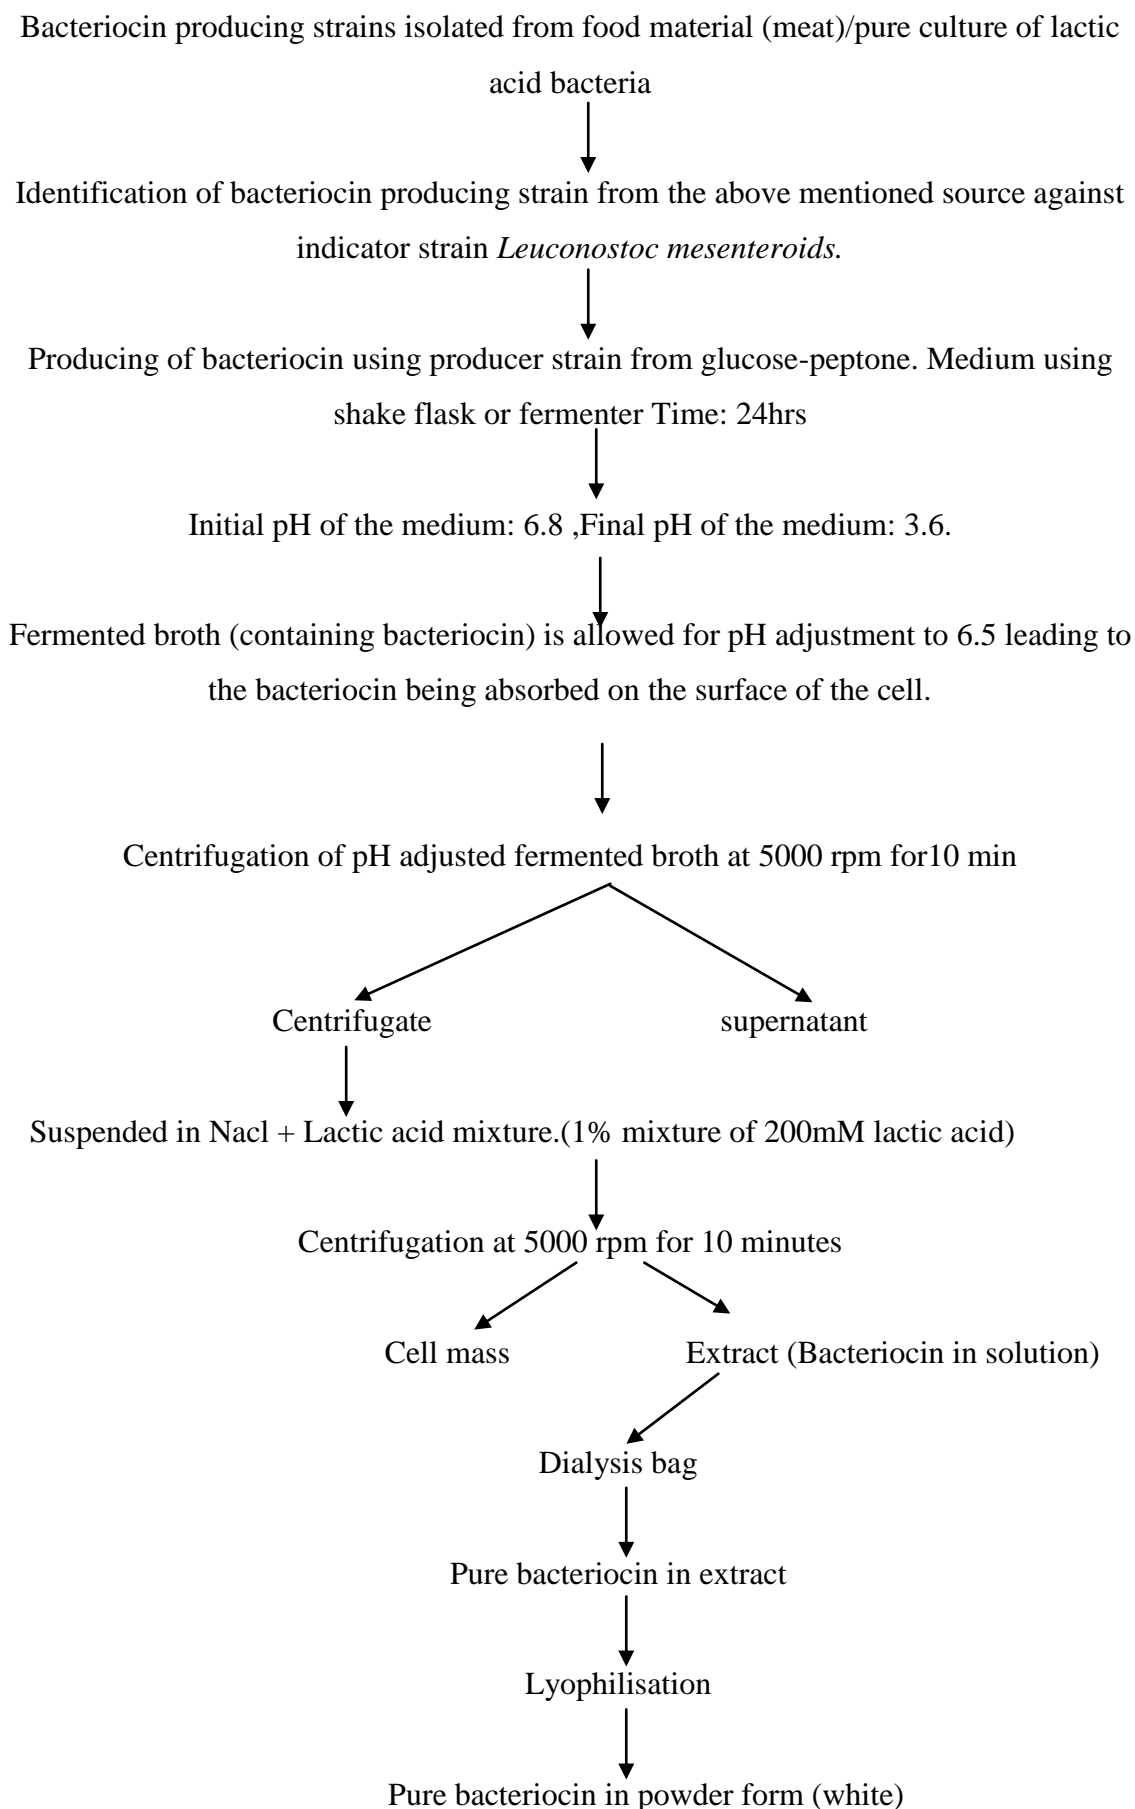 Bacteriocin producing strains isolated from food material (meat)/pure culture of lactic
acid bacteria
Identification of bacteriocin producing strain from the above mentioned source against
indicator strain Leuconostoc mesenteroids.
Producing of bacteriocin using producer strain from glucose-peptone. Medium using
shake flask or fermenter Time: 24hrs
Initial pH of the medium: 6.8 ,Final pH of the medium: 3.6.
Fermented broth (containing bacteriocin) is allowed for pH adjustment to 6.5 leading to
the bacteriocin being absorbed on the surface of the cell.
Centrifugation of pH adjusted fermented broth at 5000 rpm for10 min
Centrifugate supernatant
Suspended in Nacl + Lactic acid mixture.(1% mixture of 200mM lactic acid)
Centrifugation at 5000 rpm for 10 minutes
Cell mass Extract (Bacteriocin in solution)
Dialysis bag
Pure bacteriocin in extract
Lyophilisation
Pure bacteriocin in powder form (white)